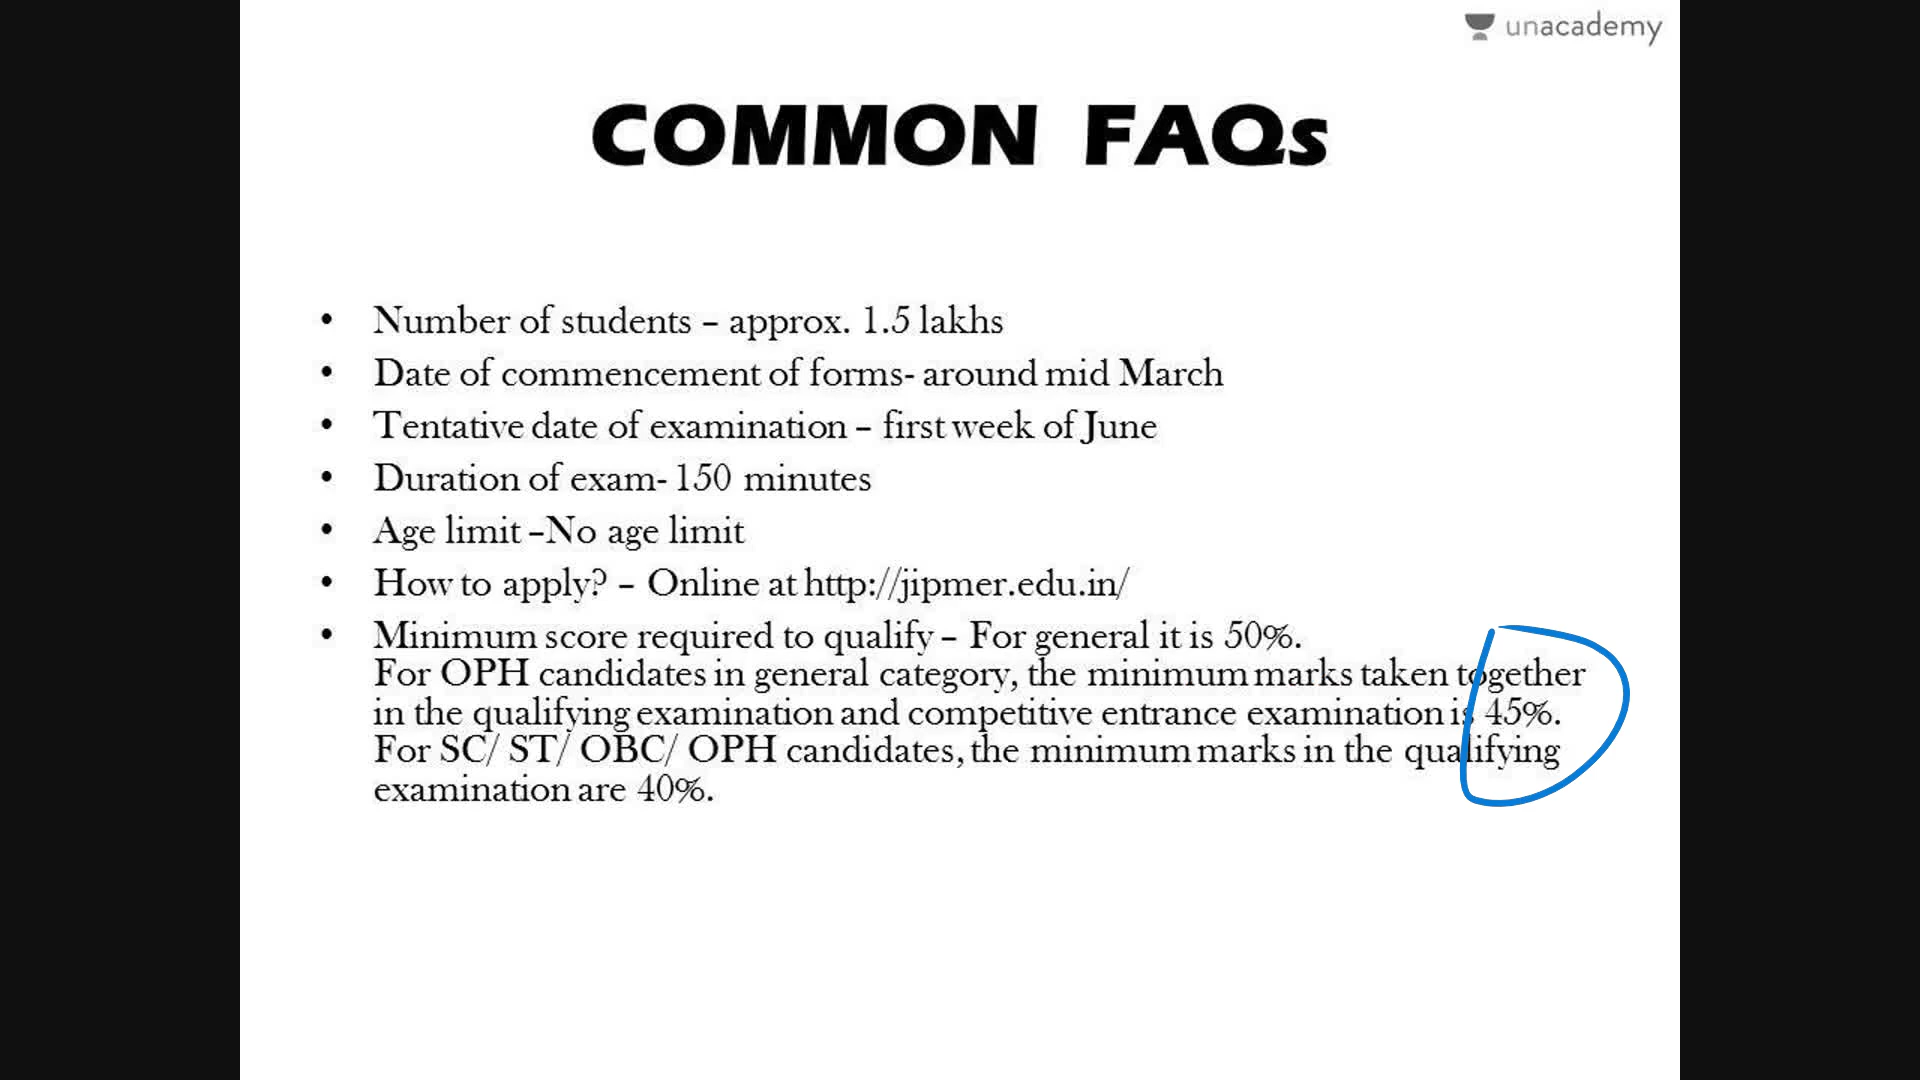 unacademy
COMMON FAQs
• Number of students – approx. 1.5 lakhs
• Date of commencement of forms- around mid March
• Tentative date of examination – first week of June
• Duration of exam- 150 minutes
• Age limit –No age limit
• How to apply? – Online at http://jipmer.edu.in/
• Minimum score required to qualify – For general it is 50%.
For OPH candidates in general category, the minimum marks taken together
in the qualifying examination and competitive entrance examination is 45%.
For SC/ ST/ OBC/ OPH candidates, the minimum marks in the qualifying
examination are 40%.